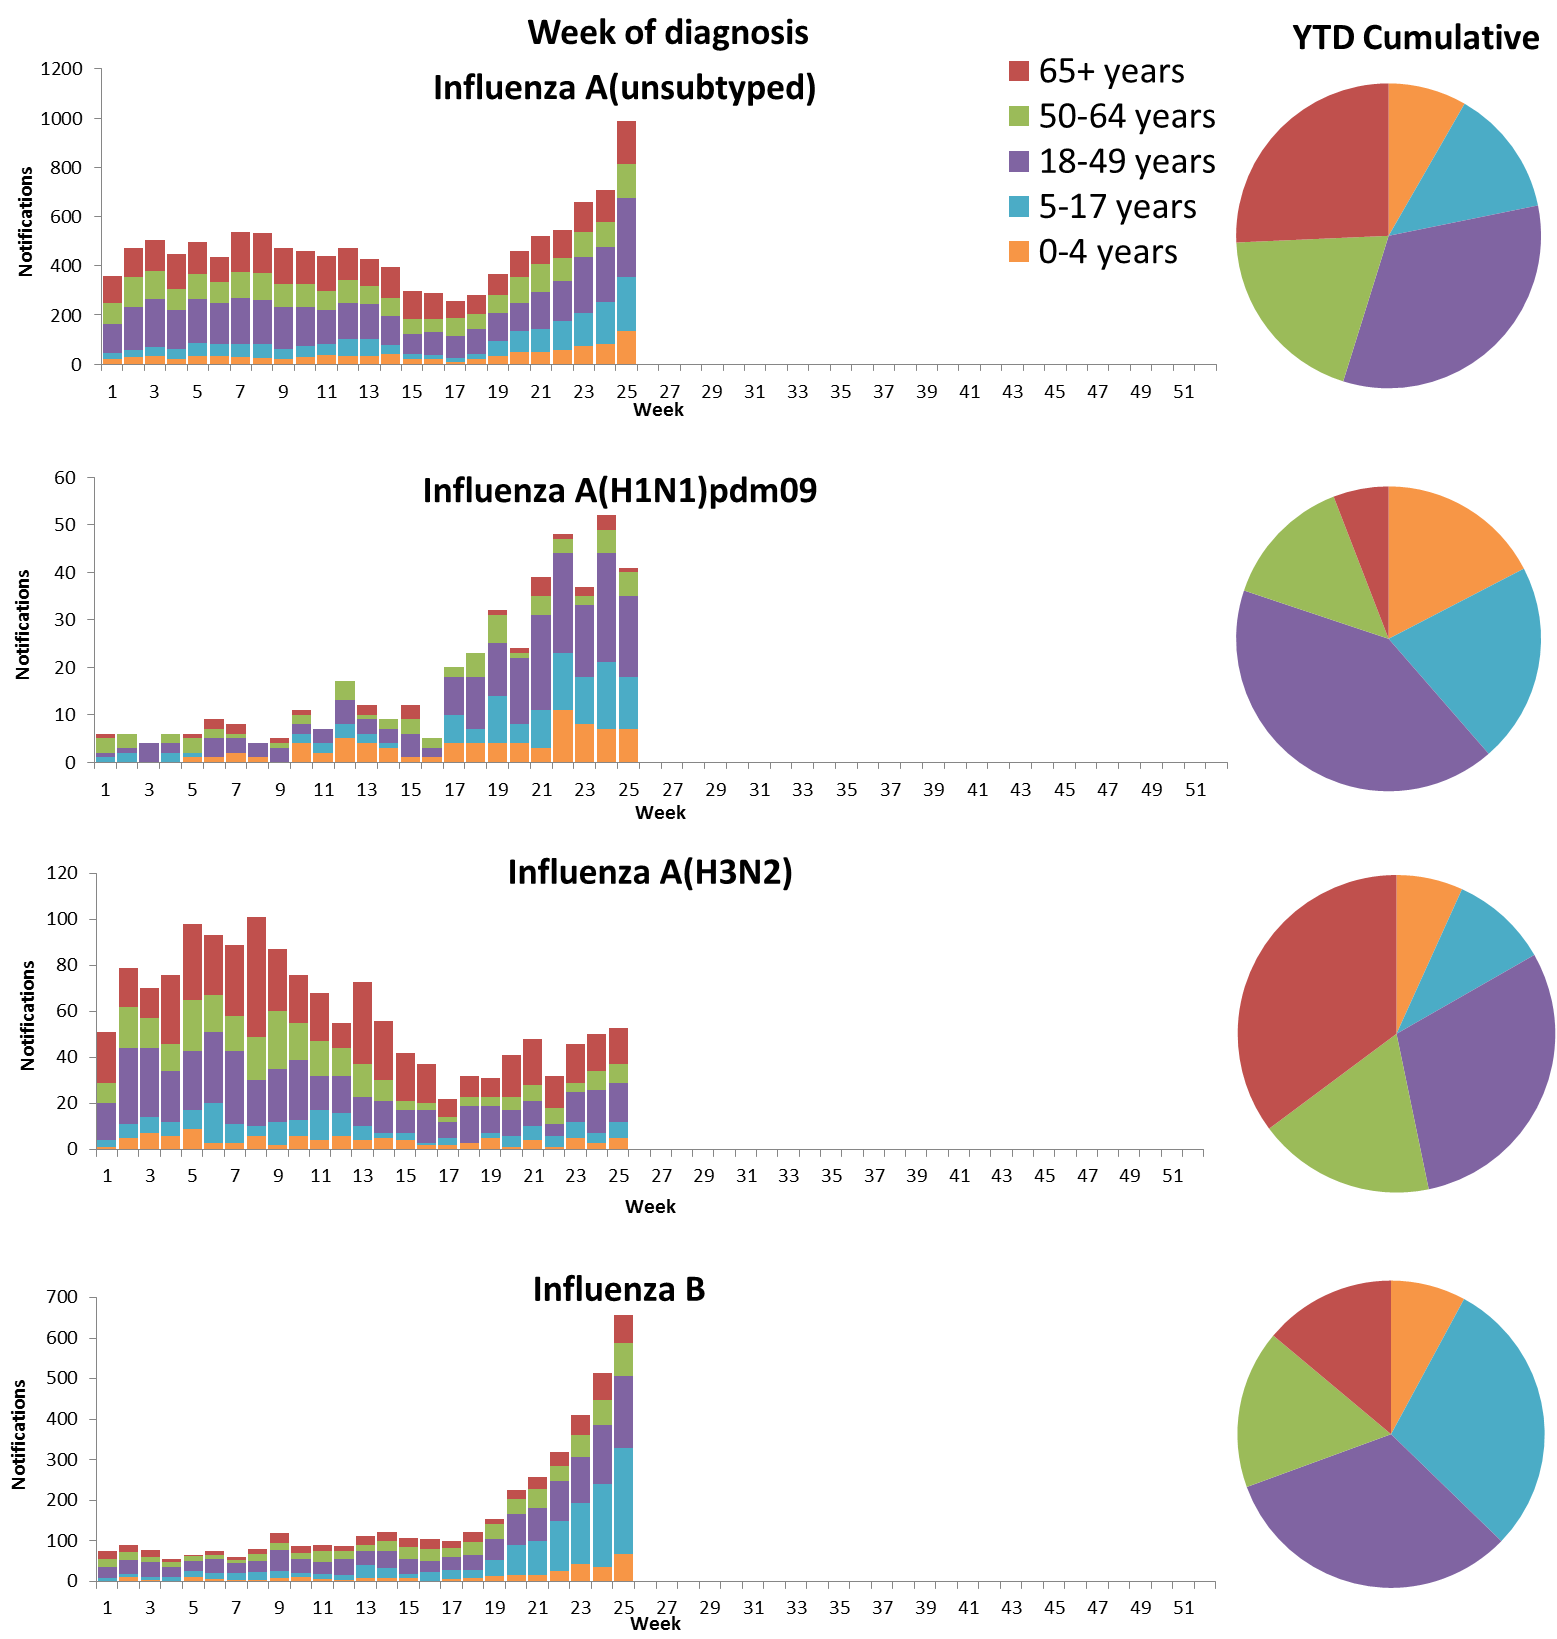 Week of diagnosis
YTD Cumulative
Influenza A(unsubtyped)
65+ years
50-64 years
18-49 years
5-17 years
0-4 years
Notifications
1200
1000
800
600
400
200
0
1 3 5 7 9 11 13 15 17 19 21 23 25 27 29 31 33 35 37 39 41 43 45 47 49 51
Week
Influenza A(H1N1)pdm09
Notifications
60
50
40
30
20
10
0
1 3 5 7 9 11 13 15 17 19 21 23 25 27 29 31 33 35 37 39 41 43 45 47 49 51
Week
Influenza A(H3N2)
Notifications
120
100
80
60
40
20
0
1 3 5 7 9 11 13 15 17 19 21 23 25 27 29 31 33 35 37 39 41 43 45 47 49 51
Week
Influenza B
Notifications
700
600
500
400
300
200
100
0
1 3 5 7 9 11 13 15 17 19 21 23 25 27 29 31 33 35 37 39 41 43 45 47 49 51
Week